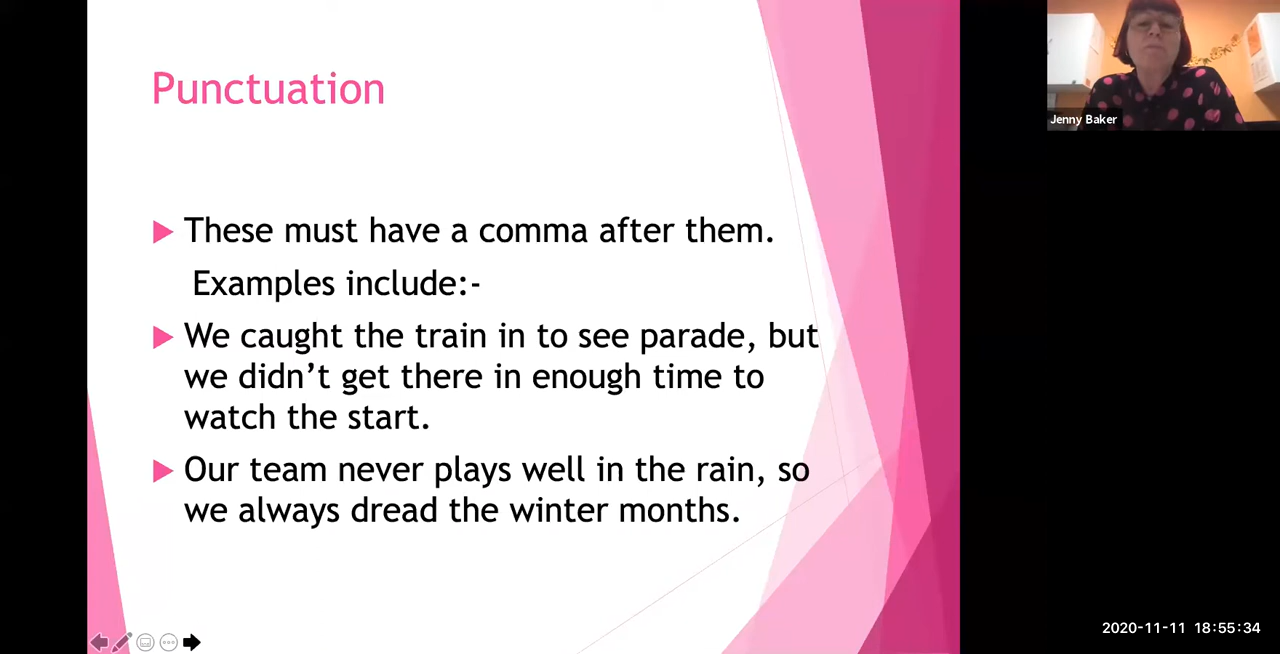 Punctuation
These must have a comma after them.
Examples include:-
We caught the train in to see parade, but
we didn’t get there in enough time to
watch the start.
Our team never plays well in the rain, so
we always dread the winter months.
Jenny Baker
2020-11-11 18:55:34